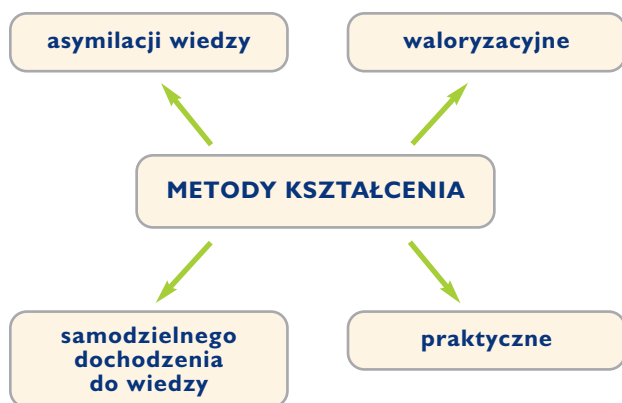 asymilacji wiedzy
waloryzacyjne
METODY KSZTAŁCENIA
samodzielnego
dochodzenia
do wiedzy
praktyczne